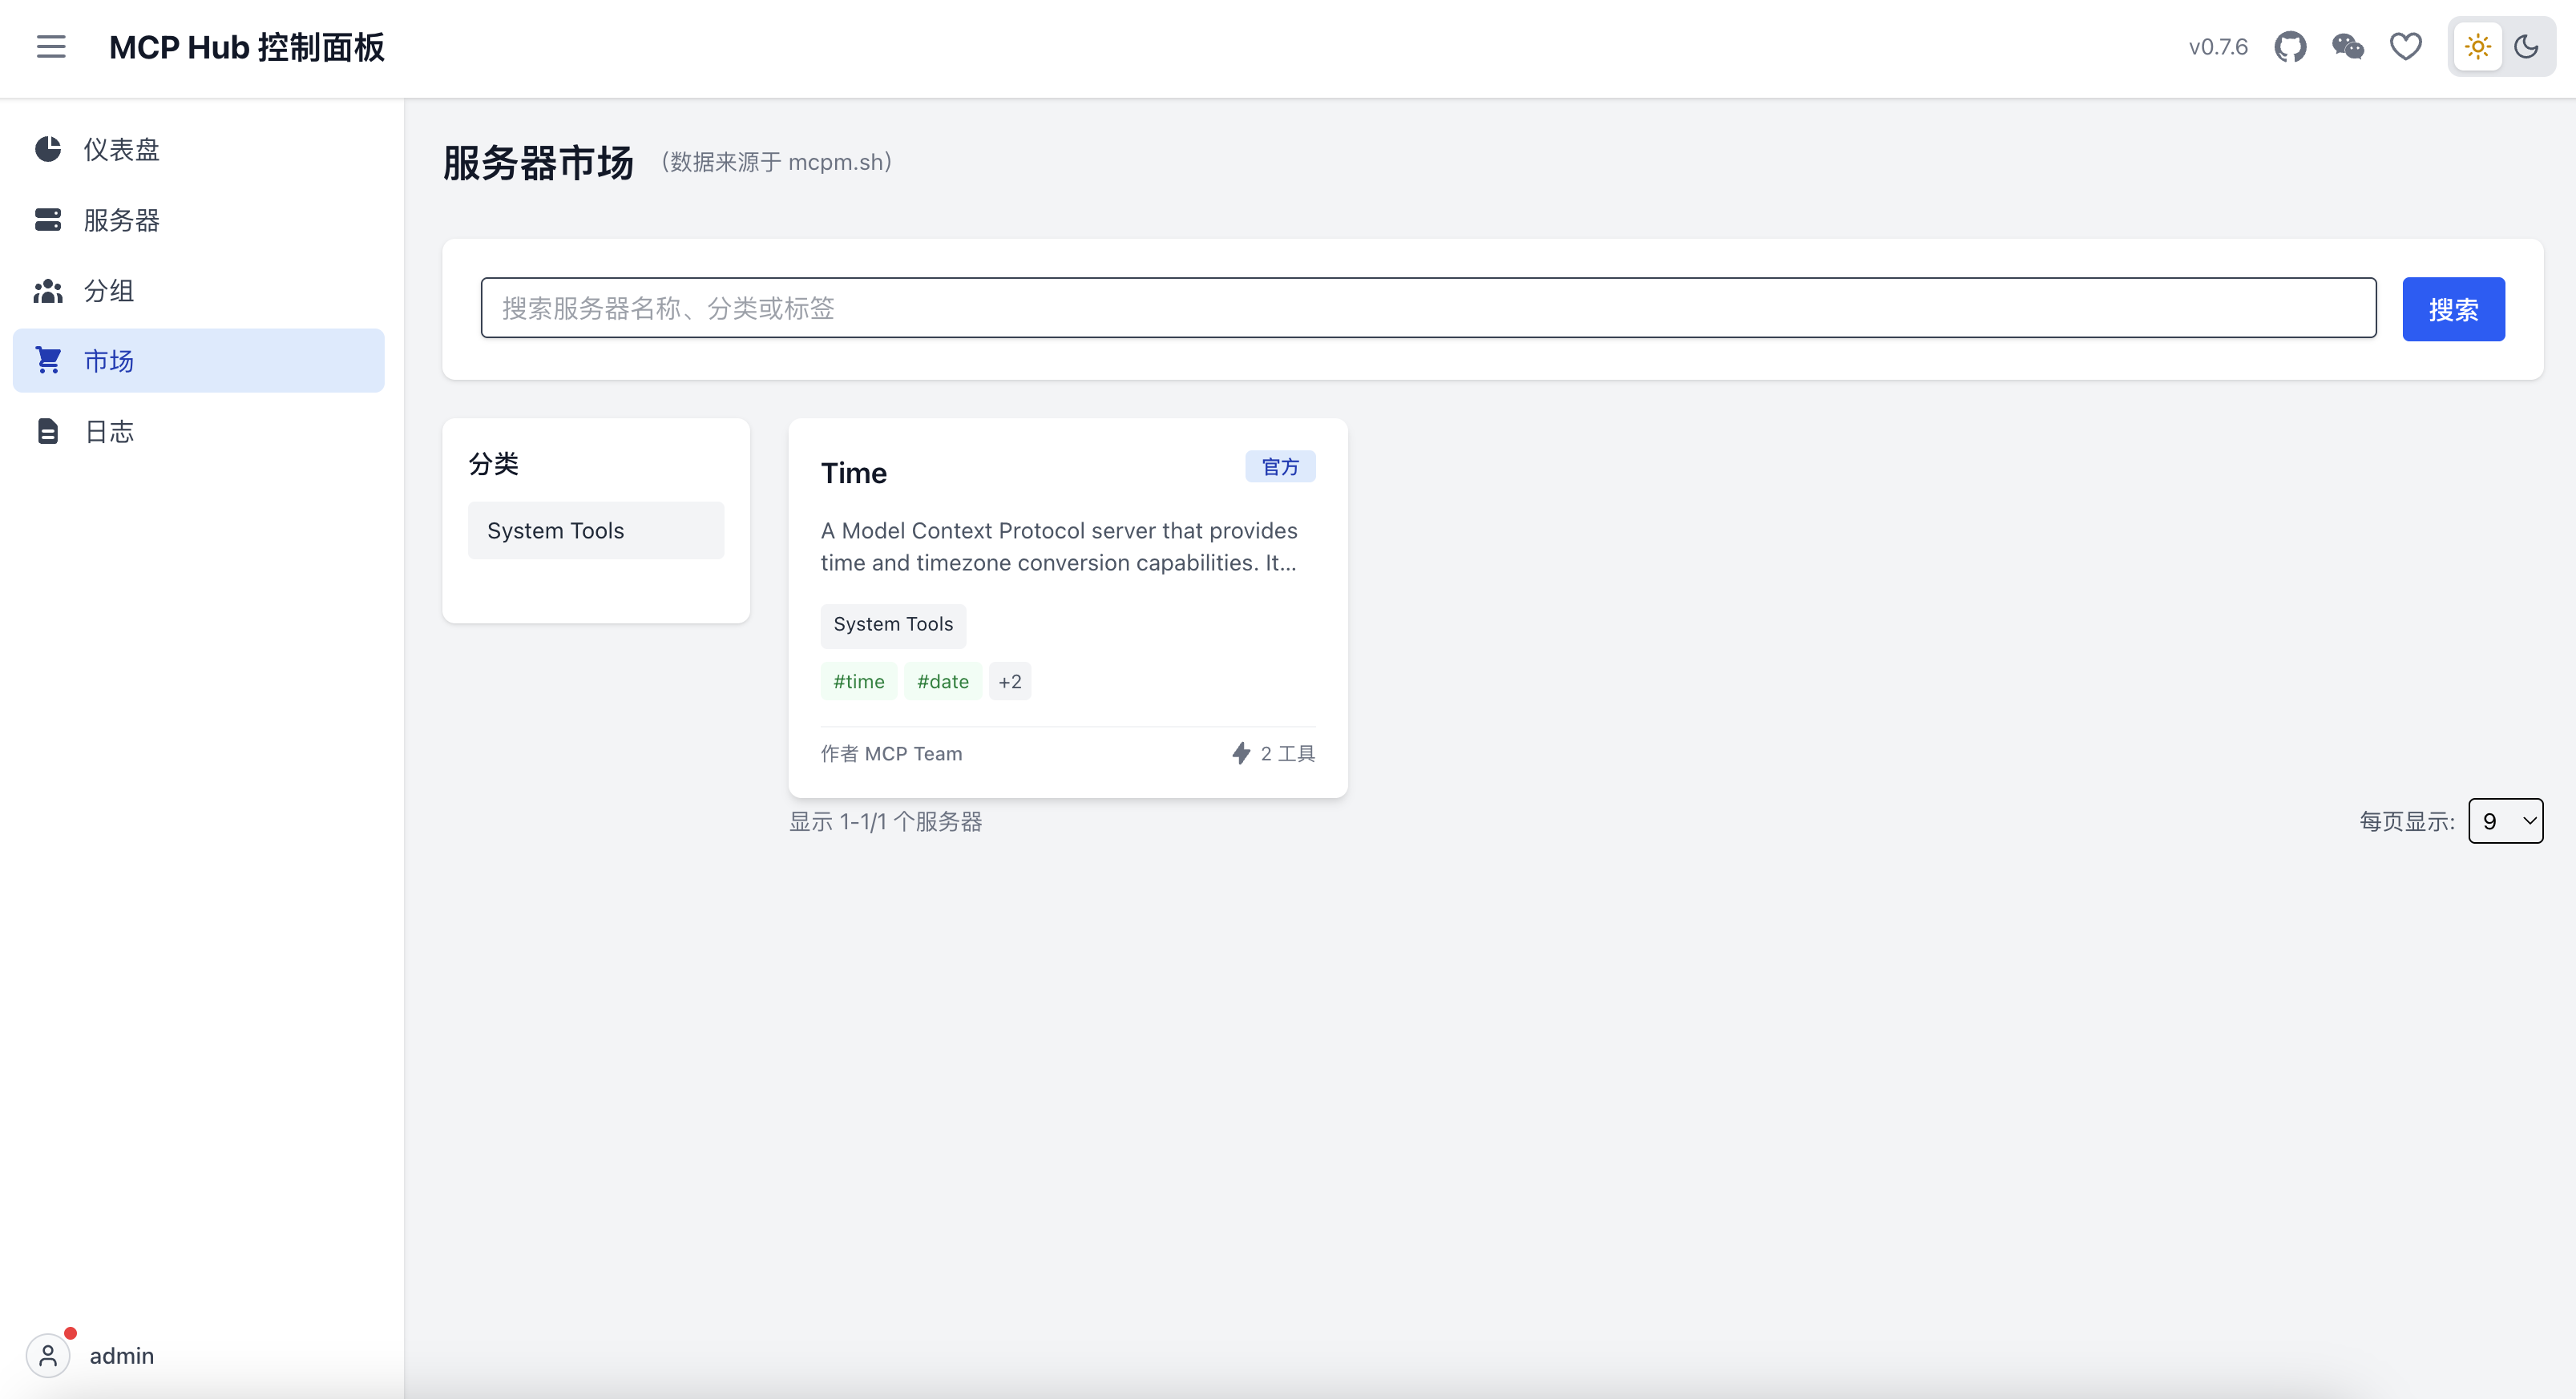 MCP Hub 控制面板
v0.7.6
仪表盘
服务器
分组
市场
日志
admin
服务器市场 （数据来源于 mcpm.sh）
搜索服务器名称、分类或标签
搜索
分类
System Tools
Time
官方
A Model Context Protocol server that provides
time and timezone conversion capabilities. It...
System Tools
#time #date +2
作者 MCP Team
2 工具
显示 1-1/1 个服务器
每页显示: 9